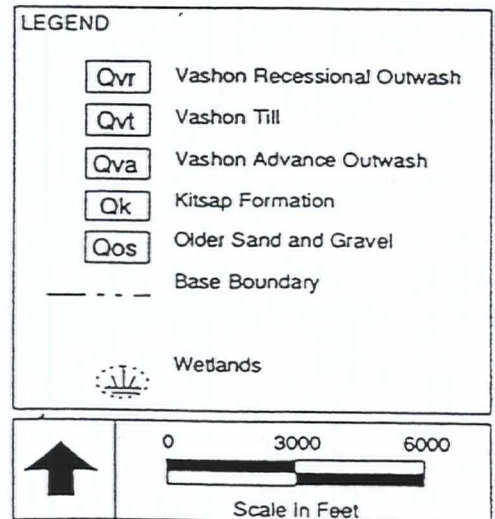 LEGEND
Qvr Vashon Recessional Outwash
Qvt Vashon Till
Qva Vashon Advance Outwash
Qk Kitsap Formation
Qos Older Sand and Gravel
Base Boundary
Wetlands
0 3000 6000
Scale in Feet